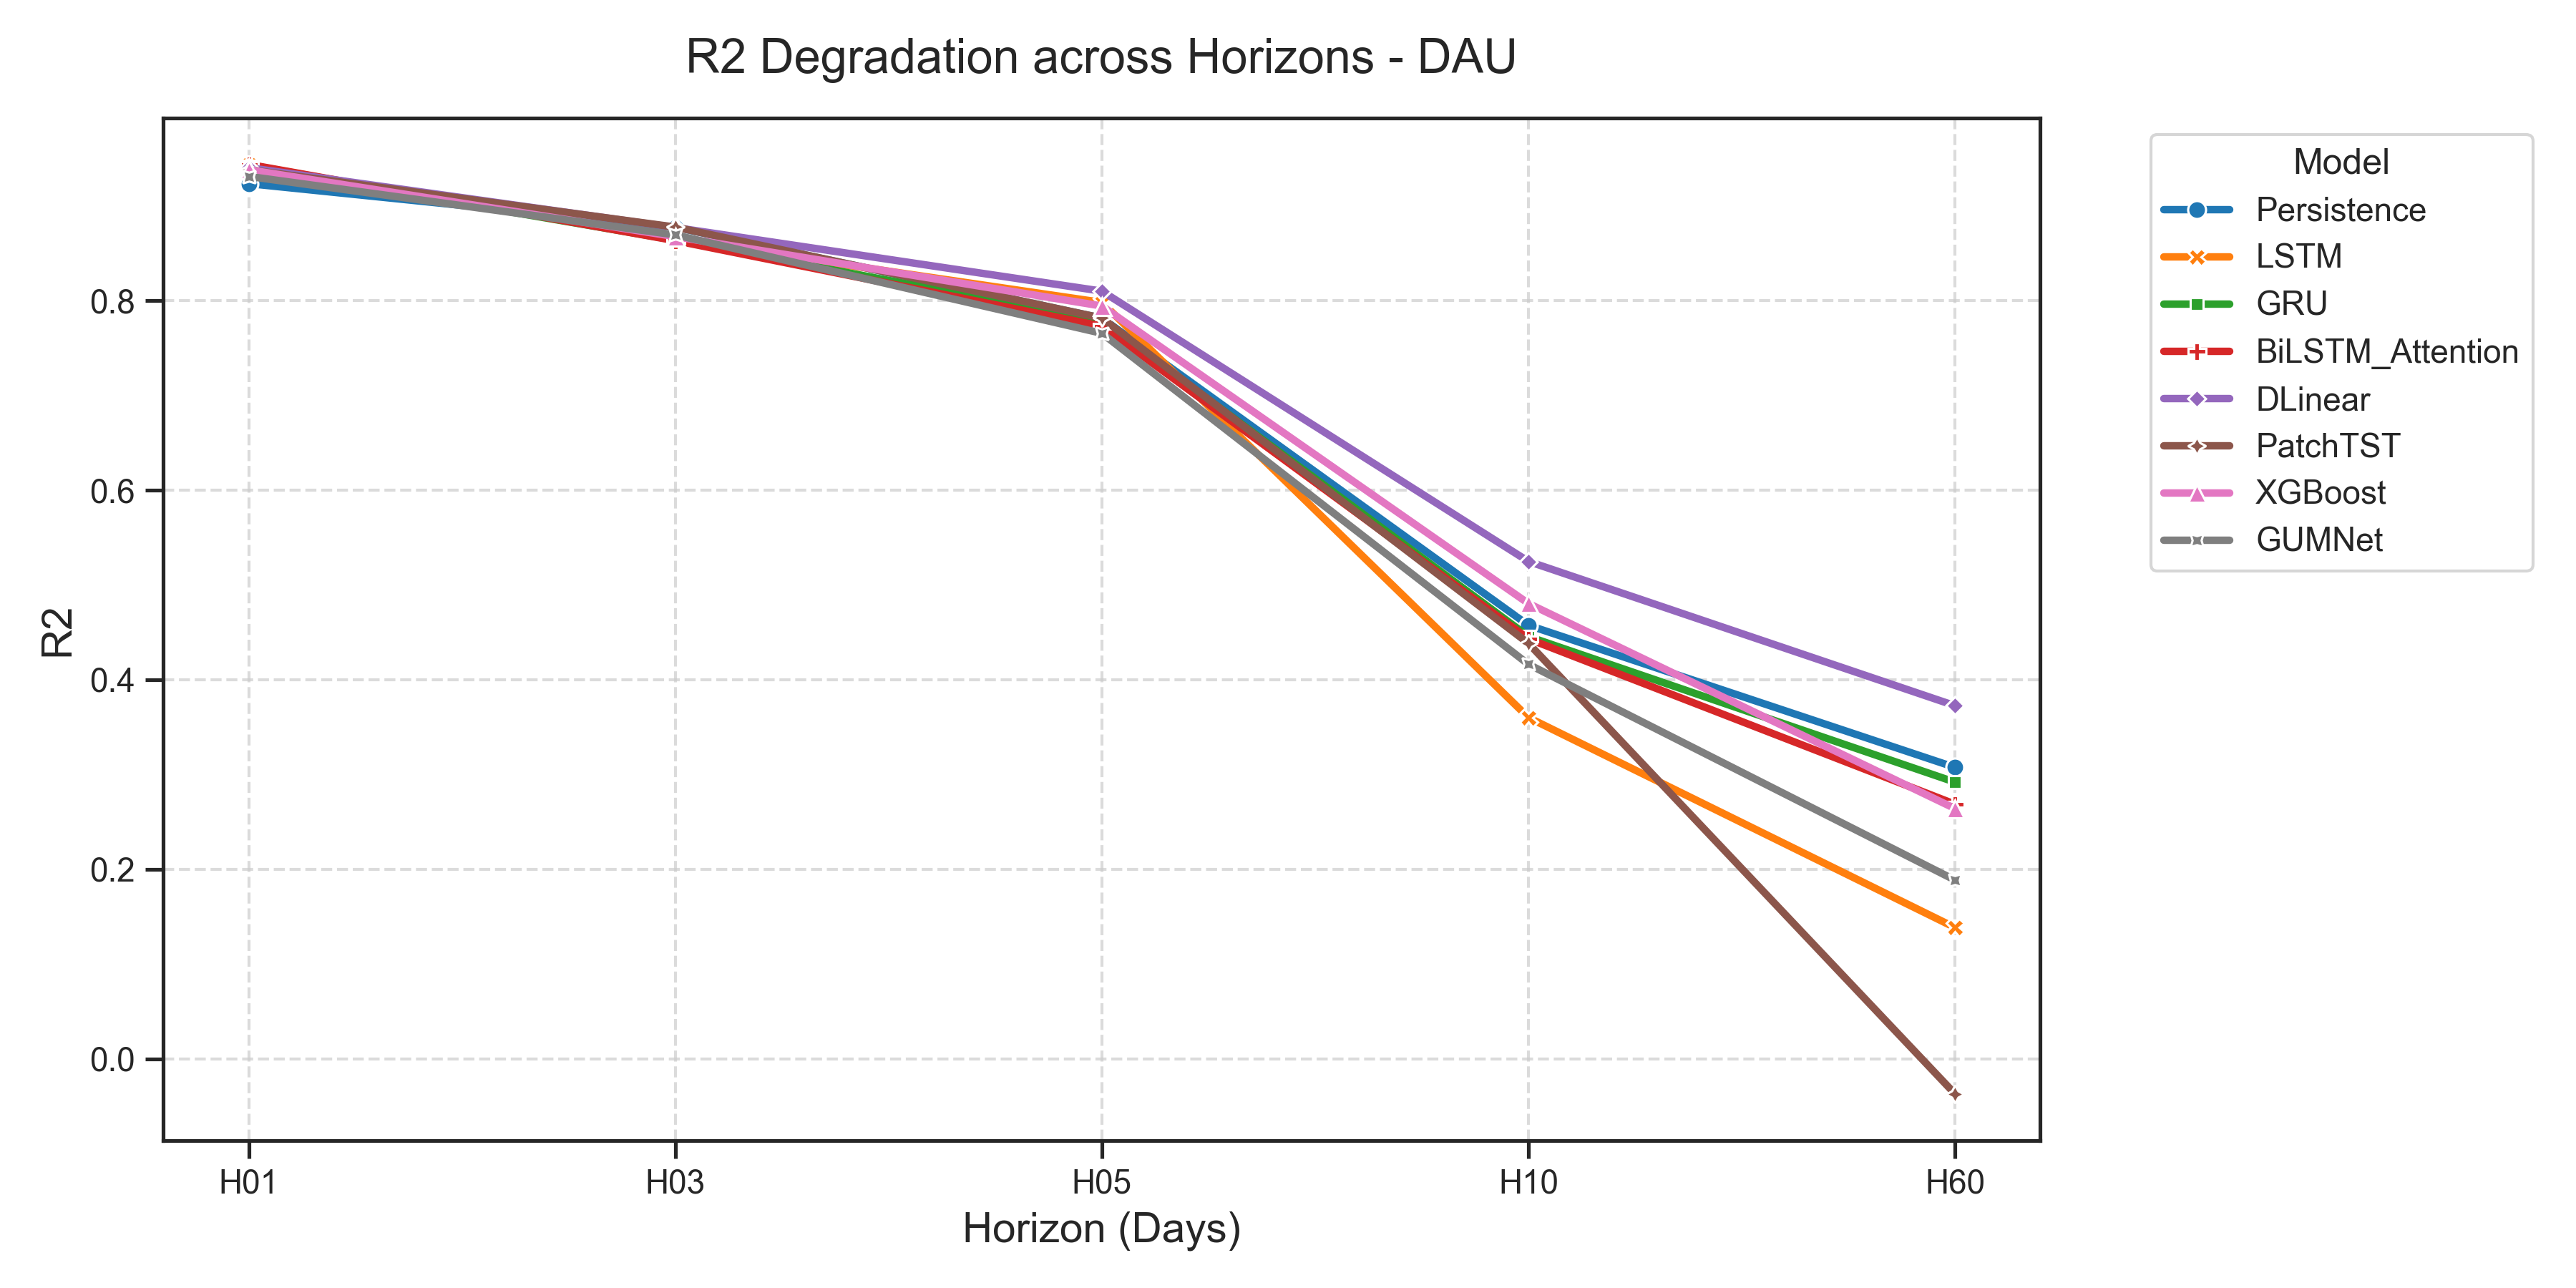 R2 Degradation across Horizons - DAU
Model
Persistence
LSTM
GRU
BiLSTM_Attention
DLinear
PatchTST
XGBoost
GUMNet
R2
0.8
0.6
0.4
0.2
0.0
H01 H03 H05 H10 H60
Horizon (Days)